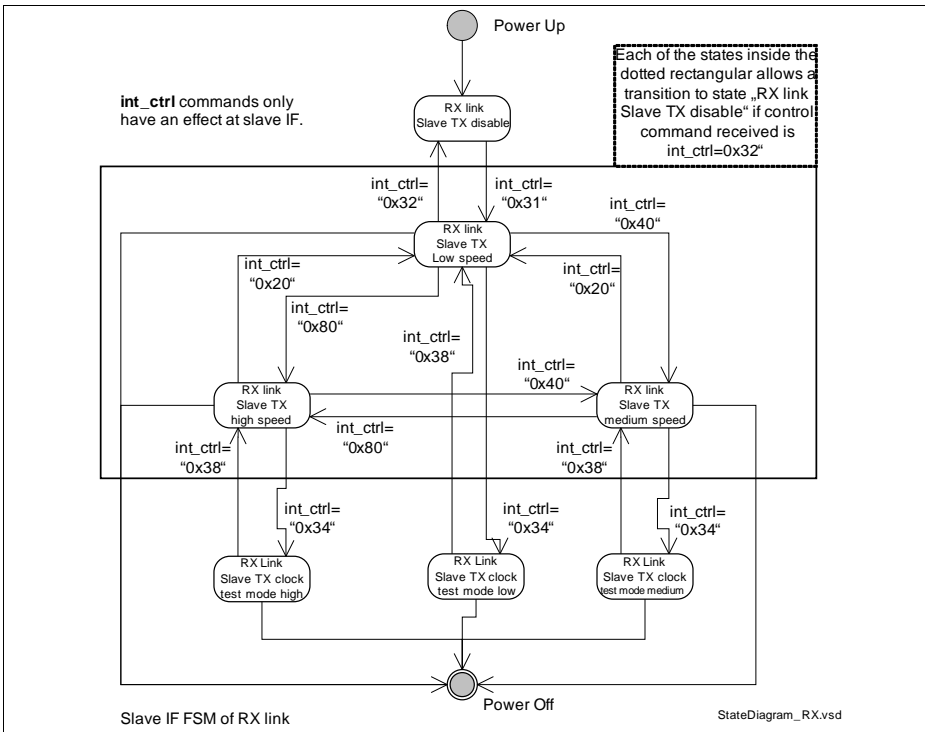 Power Up
Each of the states inside the
dotted rectangular allows a
transition to state „RX link
Slave TX disable“ if control
command received is
int_ctrl=0x32“
int_ctrl commands only
have an effect at slave IF.
RX link
Slave TX disable
int_ctrl=
“0x32“
int_ctrl=
“0x31“
int_ctrl=
“0x40“
RX link
Slave TX
Low speed
int_ctrl=
“0x20“
int_ctrl=
“0x20“
int_ctrl=
“0x80“
int_ctrl=
“0x38“
int_ctrl=
“0x40“
RX link
Slave TX
high speed
RX link
Slave TX
medium speed
int_ctrl=
“0x80“
int_ctrl=
“0x38“
int_ctrl=
“0x38“
int_ctrl=
“0x34“
int_ctrl=
“0x34“
int_ctrl=
“0x34“
RX Link
Slave TX clock
test mode high
RX Link
Slave TX clock
test mode low
RX Link
Slave TX clock
test mode medium
Power Off
Slave IF FSM of RX link
StateDiagram_RX.vsd